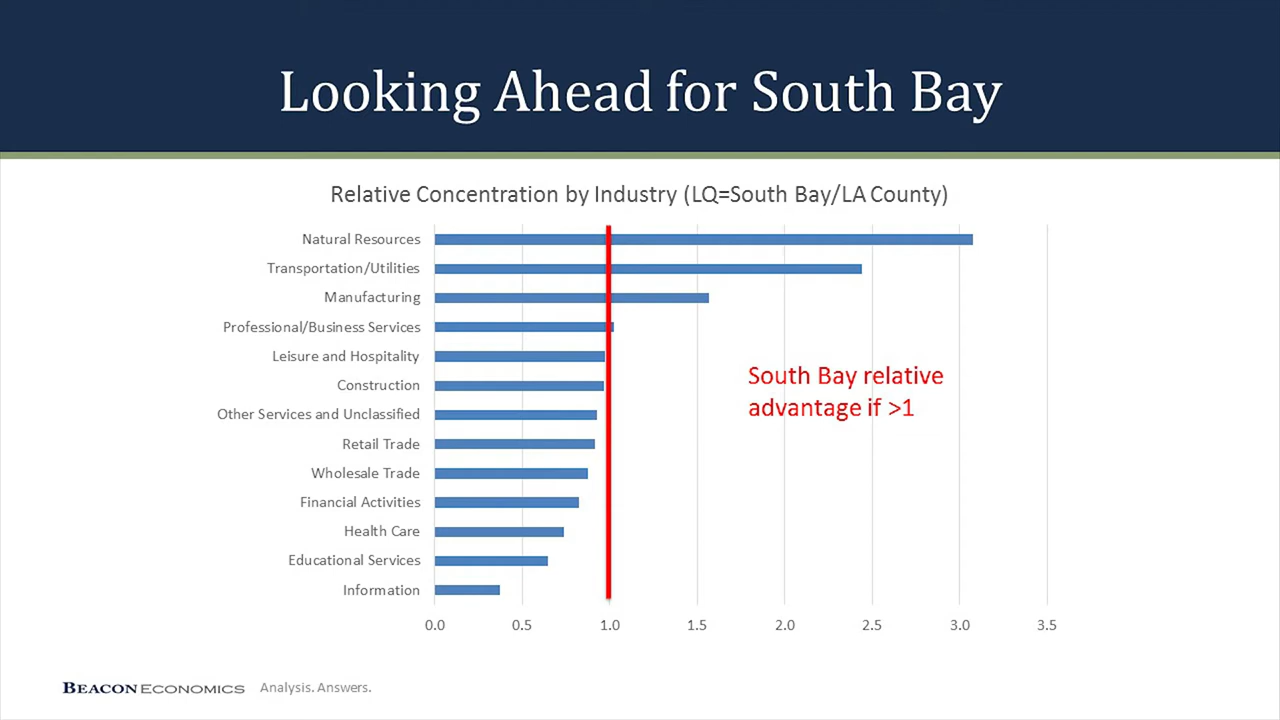 Looking Ahead for South Bay
Relative Concentration by Industry (LQ=South Bay/LA County)
Natural Resources
Transportation/Utilities
Manufacturing
Professional/Business Services
Leisure and Hospitality
Construction
Other Services and Unclassified
Retail Trade
Wholesale Trade
Financial Activities
Health Care
Educational Services
Information
South Bay relative
advantage if >1
0.0 0.5 1.0 1.5 2.0 2.5 3.0 3.5
BEACON ECONOMICS Analysis. Answers.